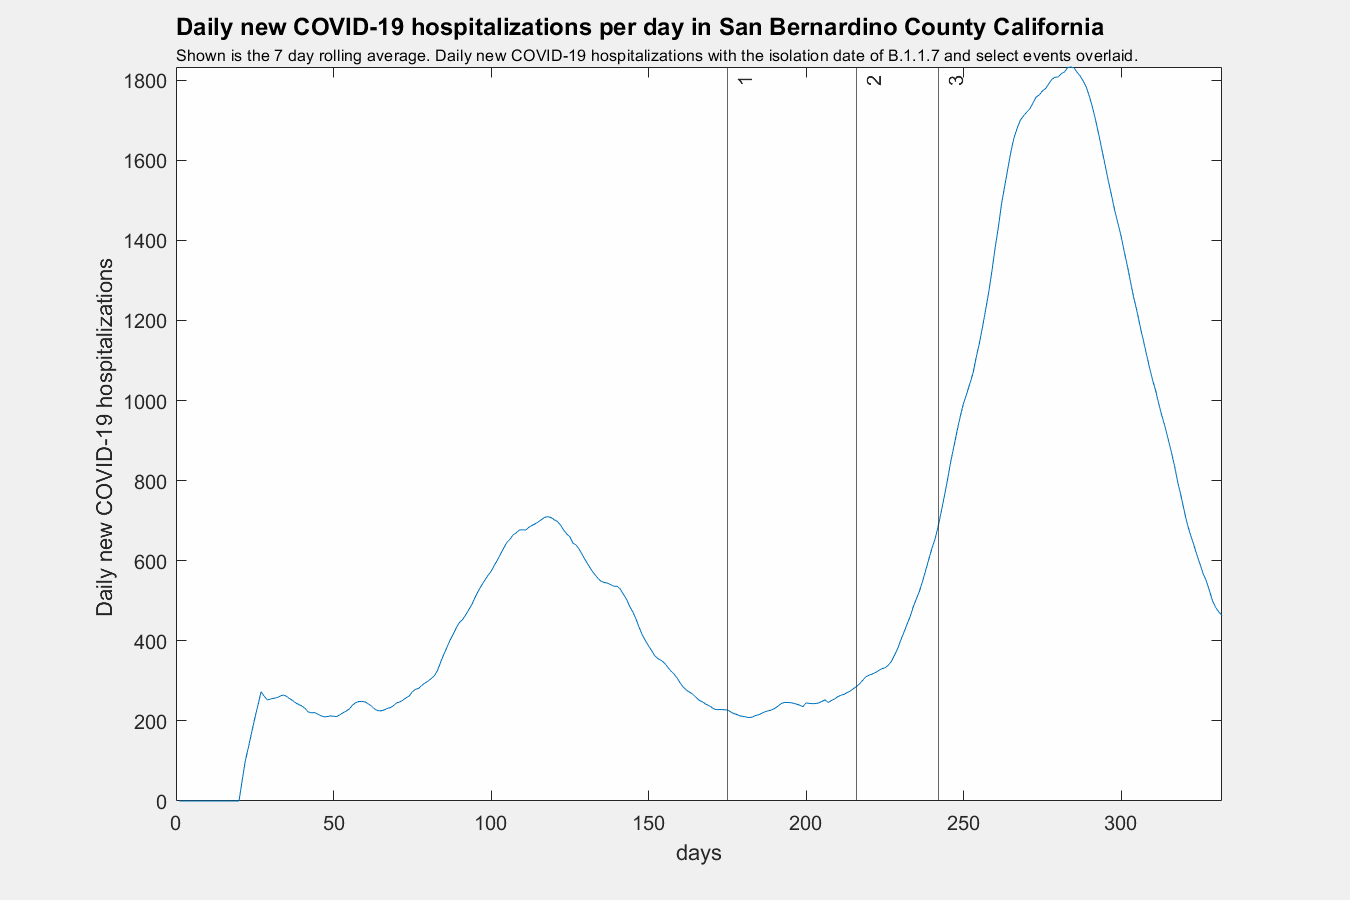 Daily new COVID-19 hospitalizations per day in San Bernardino County California
Shown is the 7 day rolling average. Daily new COVID-19 hospitalizations with the isolation date of B.1.1.7 and select events overlaid.
1800
1600
1400
1200
1000
800
600
400
200
0
Daily new COVID-19 hospitalizations
1
2
3
0 50 100 150 200 250 300
days